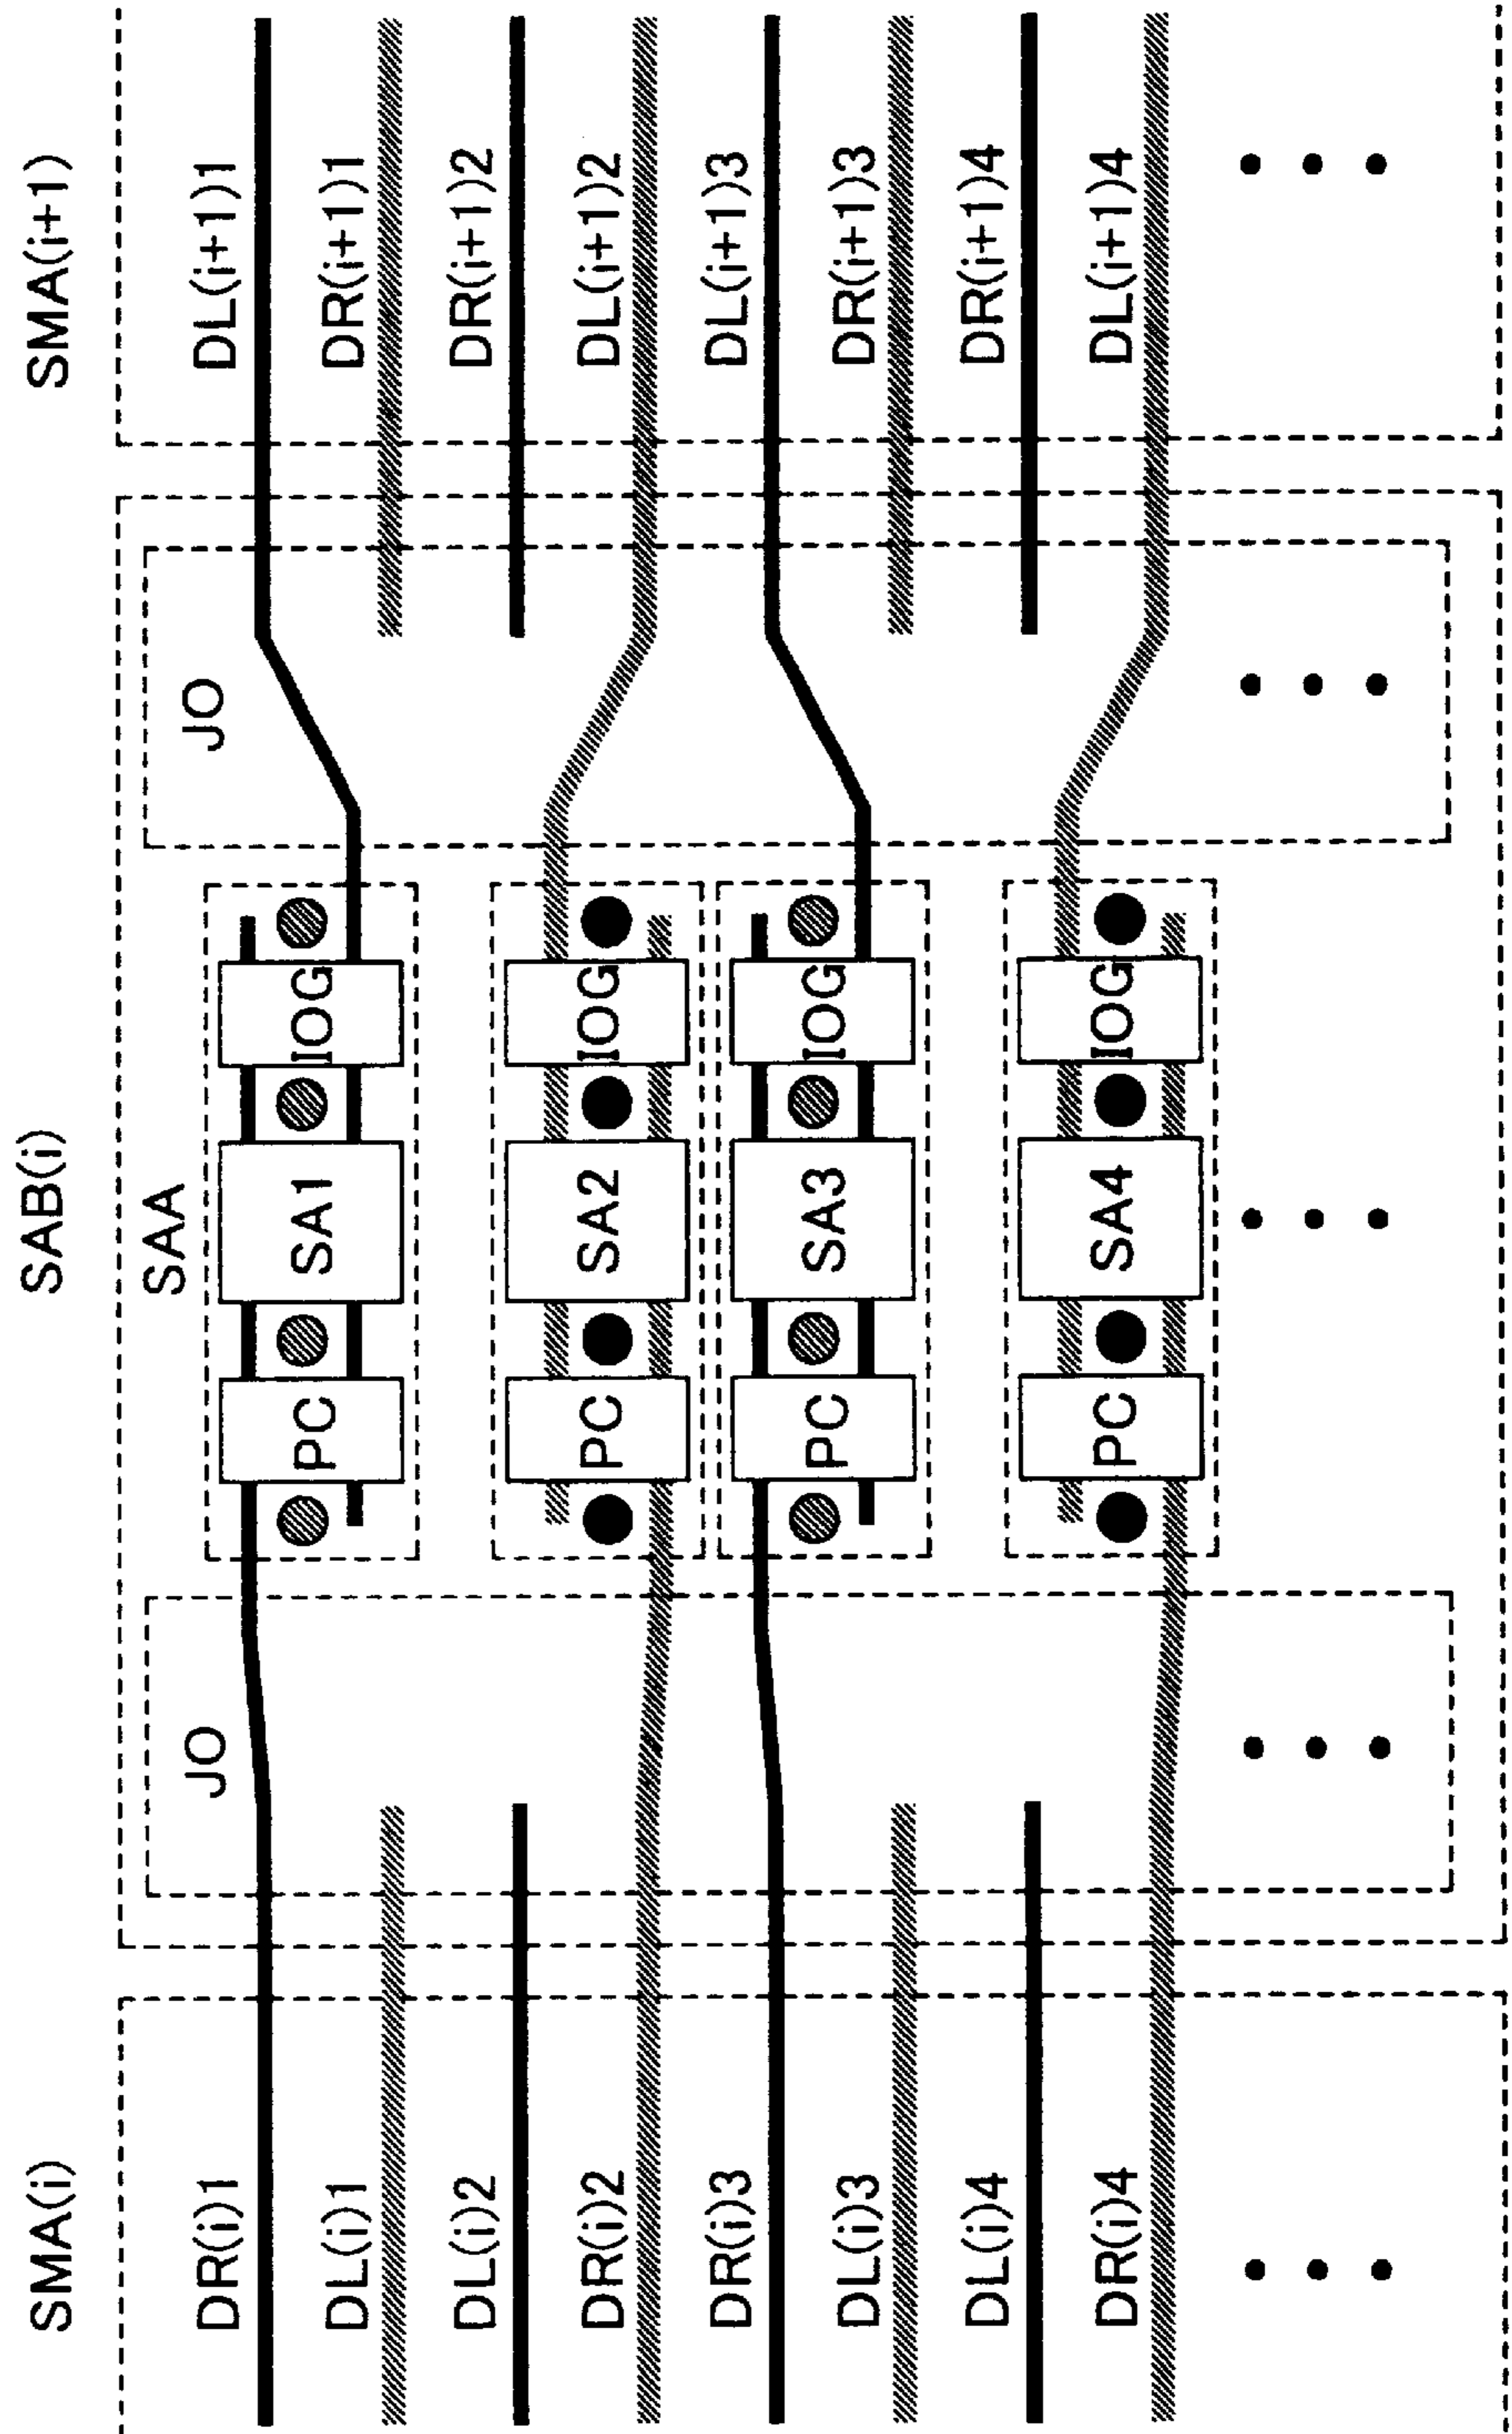 SMA(i)
SAB(i)
SMA(i+1)
SAA
JO
JO
DR(i)1
DL(i)1
DL(i)2
DR(i)2
DR(i)3
DL(i)3
DL(i)4
DR(i)4
PC SA1 IOG
PC SA2 IOG
PC SA3 IOG
PC SA4 IOG
DL(i+1)1
DR(i+1)1
DR(i+1)2
DL(i+1)2
DL(i+1)3
DR(i+1)3
DR(i+1)4
DL(i+1)4